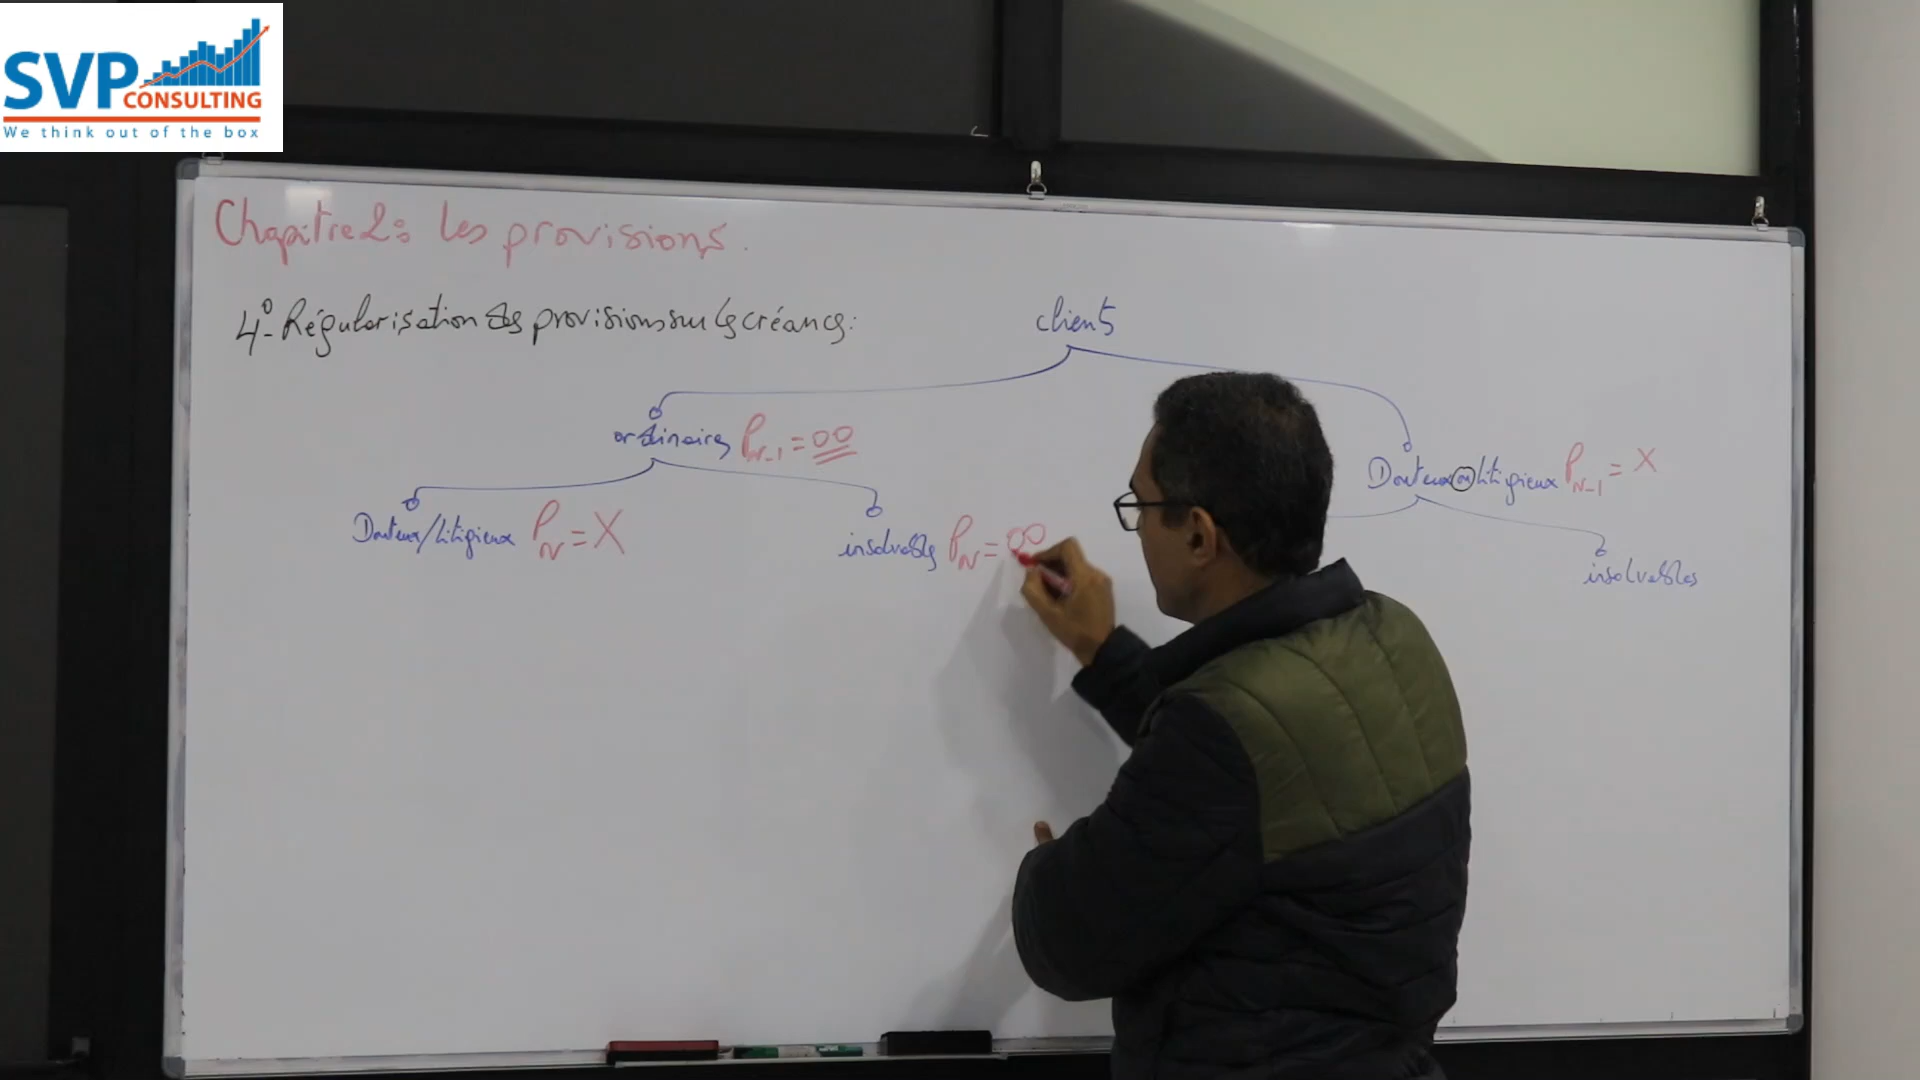 SVP
CONSULTING
We think out of the box
Chapitre 2: les provisions.
4°- Régularisation des provisions sur les créances:
clients
ordinaires P N-1 = 00
Douteux ou litigieux P N-1 = X
Douteux/litigieux P N = X
insolvables P N = 00
insolvables